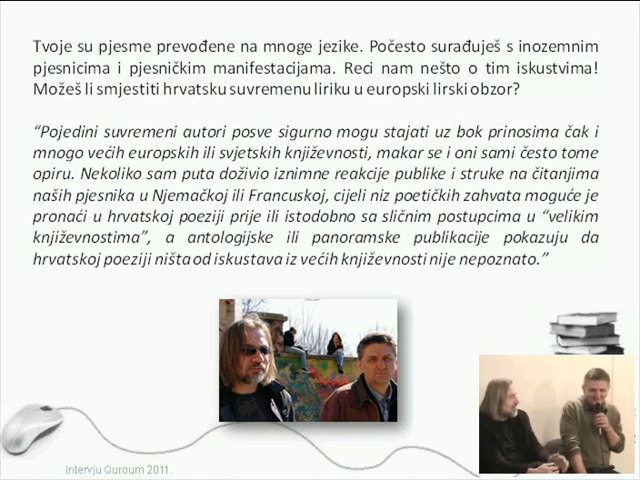 Tvoje su pjesme prevođene na mnoge jezike. Počesto surađuješ s inozemnim
pjesnicima i pjesničkim manifestacijama. Reci nam nešto o tim iskustvima!
Možeš li smjestiti hrvatsku suvremenu liriku u europski lirski obzor?
“Pojedini suvremeni autori posve sigurno mogu stajati uz bok prinosima čak i
mnogo većih europskih ili svjetskih književnosti, makar se i oni sami često tome
opiru. Nekoliko sam puta doživio iznimne reakcije publike i struke na čitanjima
naših pjesnika u Njemačkoj ili Francuskoj, cijeli niz poetičkih zahvata moguće je
pronaći u hrvatskoj poeziji prije ili istodobno sa sličnim postupcima u “velikim
književnostima”, a antologijske ili panoramske publikacije pokazuju da
hrvatskoj poeziji ništa od iskustava iz većih književnosti nije nepoznato.”
Intervju Quroum 2011.